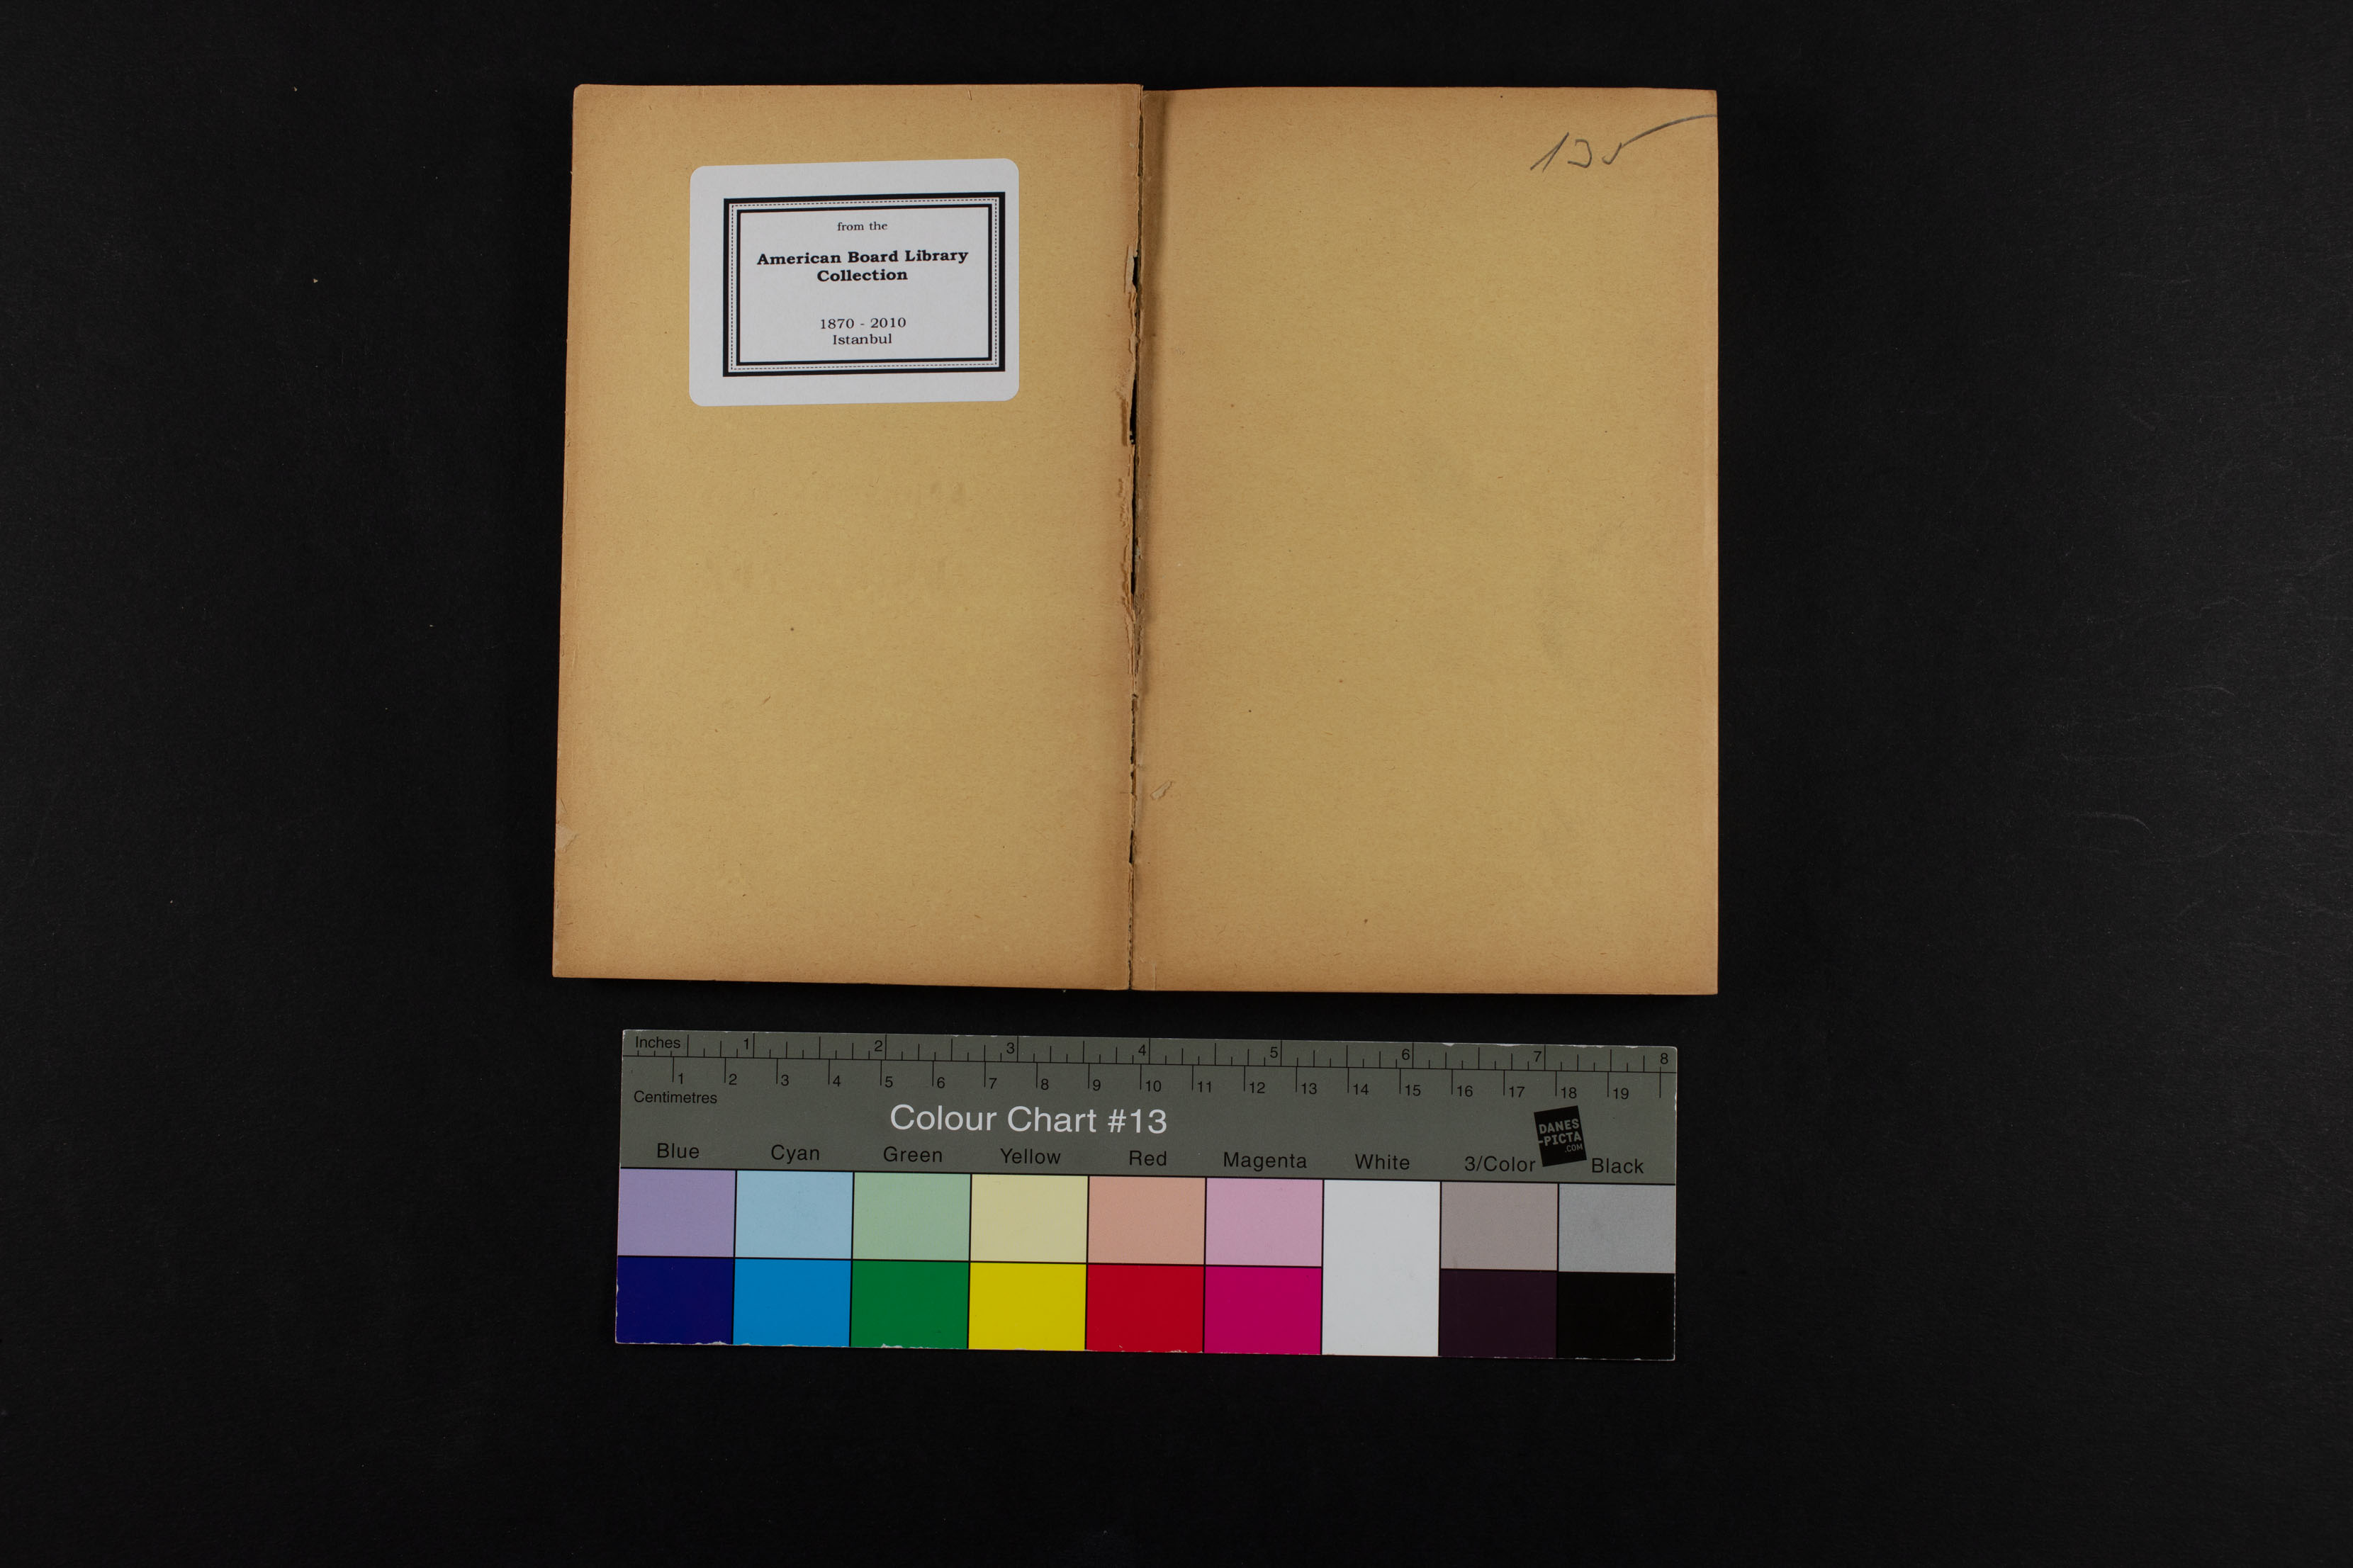 from the
American Board Library
Collection
1870 - 2010
Istanbul
135
Inches 1 2 3 4 5 6 7 8
1 2 3 4 5 6 7 8 9 10 11 12 13 14 15 16 17 18 19
Centimetres
Colour Chart #13
DANES
-PICTA
.COM
Blue Cyan Green Yellow Red Magenta White 3/Color Black